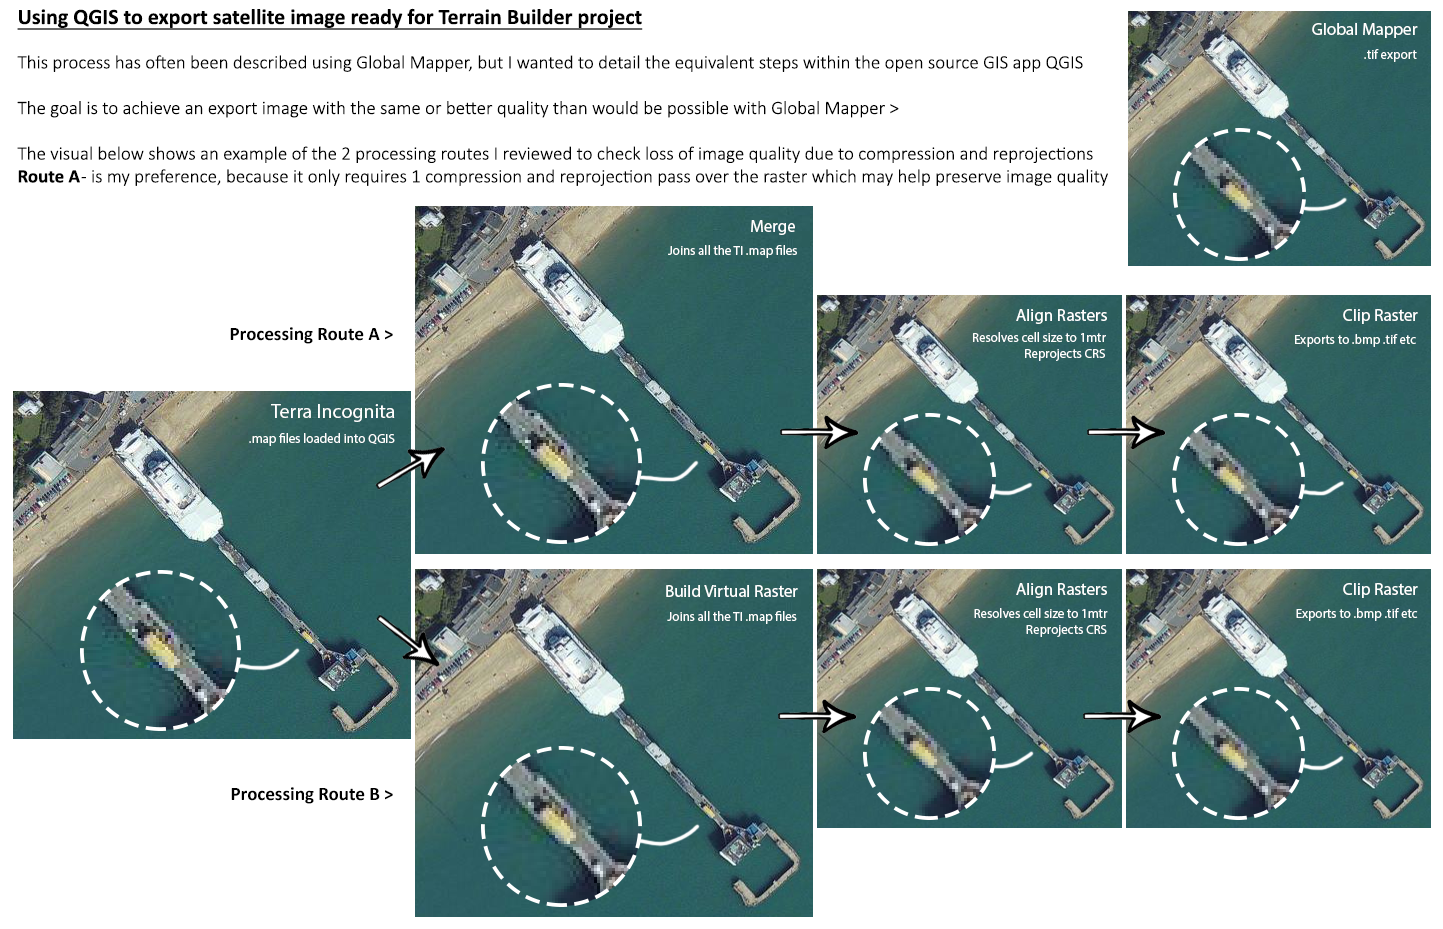 Using QGIS to export satellite image ready for Terrain Builder project
This process has often been described using Global Mapper, but I wanted to detail the equivalent steps within the open source GIS app QGIS
The goal is to achieve an export image with the same or better quality than would be possible with Global Mapper >
The visual below shows an example of the 2 processing routes I reviewed to check loss of image quality due to compression and reprojections
Route A- is my preference, because it only requires 1 compression and reprojection pass over the raster which may help preserve image quality
Global Mapper
.tif export
Processing Route A >
Terra Incognita
.map files loaded into QGIS
Merge
Joins all the TI .map files
Align Rasters
Resolves cell size to 1mtr
Reprojects CRS
Clip Raster
Exports to .bmp .tif etc
Processing Route B >
Build Virtual Raster
Joins all the TI .map files
Align Rasters
Resolves cell size to 1mtr
Reprojects CRS
Clip Raster
Exports to .bmp .tif etc